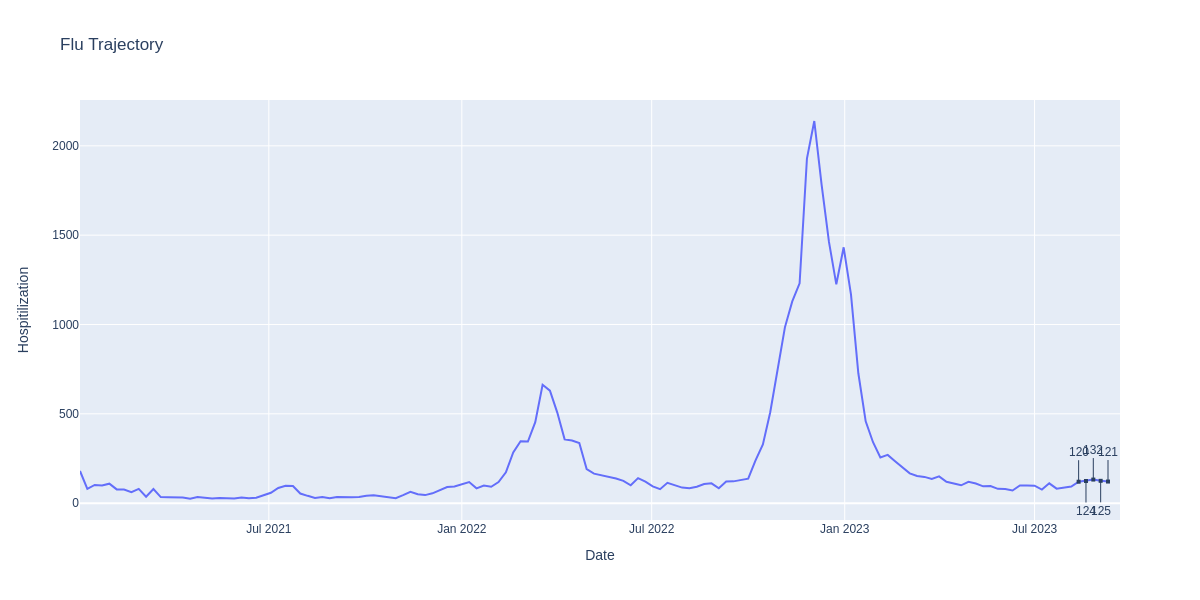 Flu Trajectory
2000
1500
1000
500
0
Hospitilization
120
132
121
124
125
Jul 2021
Jan 2022
Jul 2022
Jan 2023
Jul 2023
Date